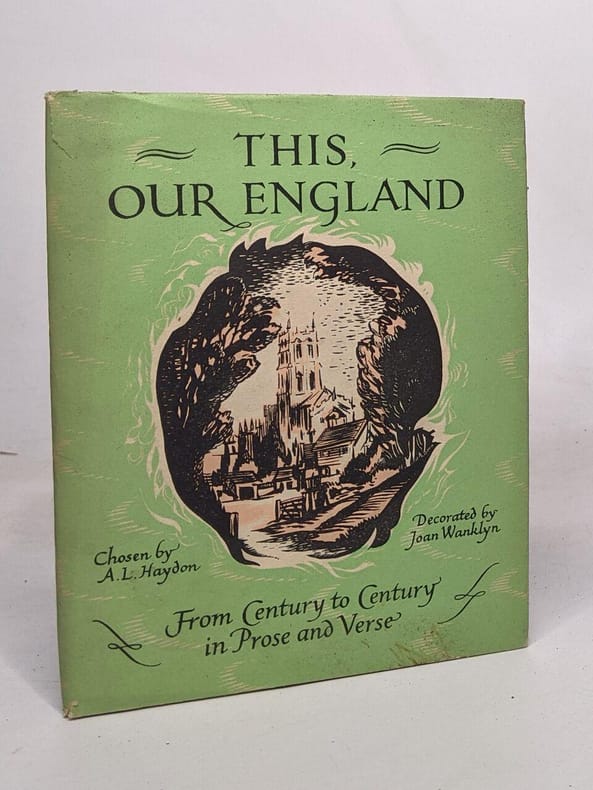 THIS,
OUR ENGLAND
Chosen by
A. L. Haydon
Decorated by
Joan Wanklyn
From Century to Century
in Prose and Verse